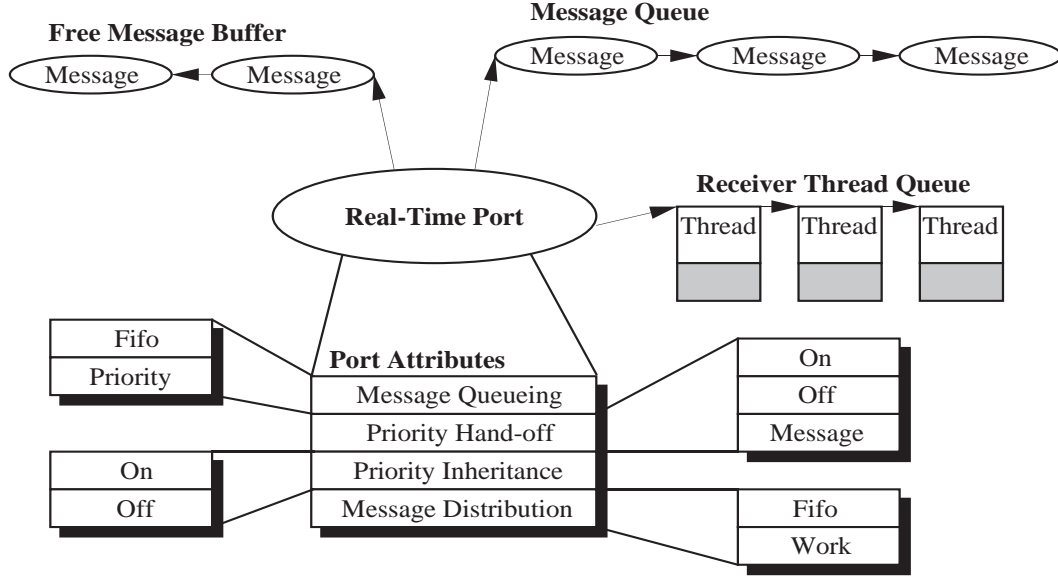 Message Queue
Free Message Buffer
Message Message Message
Message Message
Receiver Thread Queue
Real-Time Port
Thread Thread Thread
Fifo
Priority
Port Attributes
Message Queueing
Priority Hand-off
Priority Inheritance
Message Distribution
On
Off
Message
On
Off
Fifo
Work